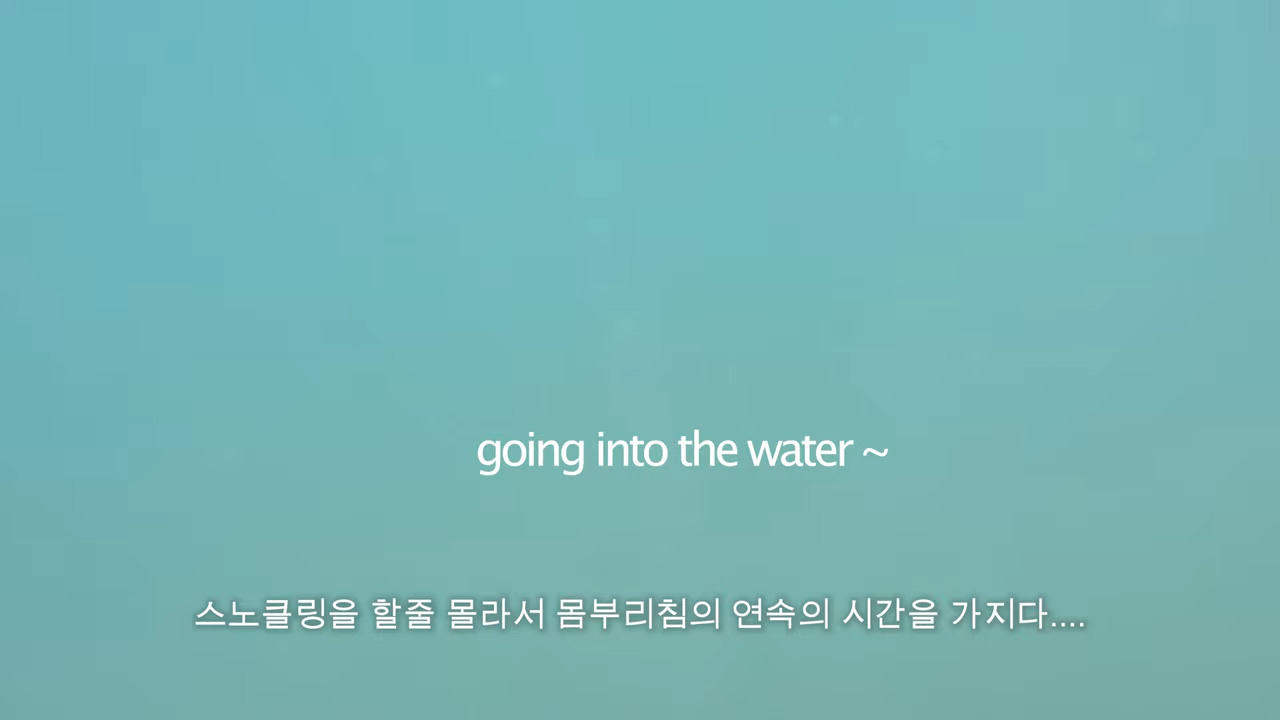 going into the water ~
스노클링을 할줄 몰라서 몸부리침의 연속의 시간을 가지다....